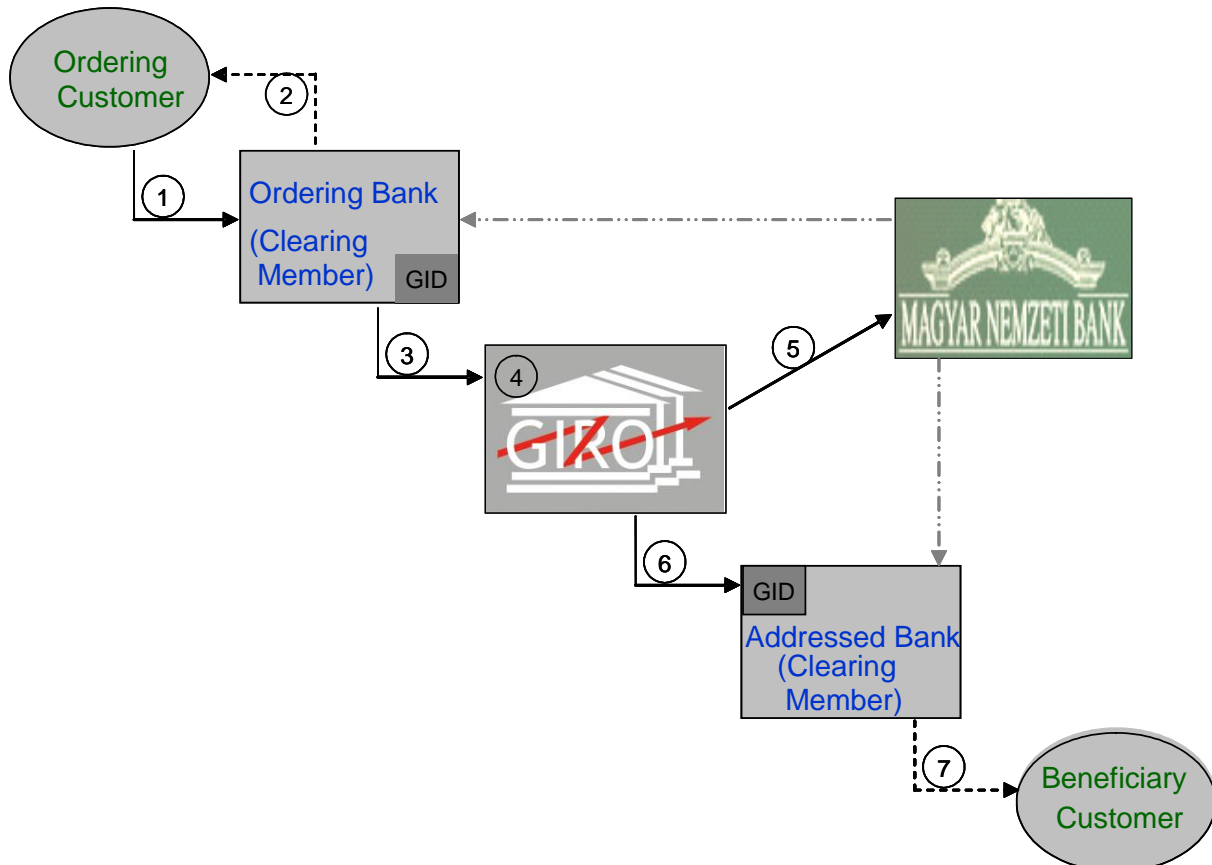 Ordering
Customer
2
1
Ordering Bank
(Clearing
Member)
GID
MAGYAR NEMZETI BANK
3
4
GIRO
5
6
GID
Addressed Bank
(Clearing
Member)
7
Beneficiary
Customer